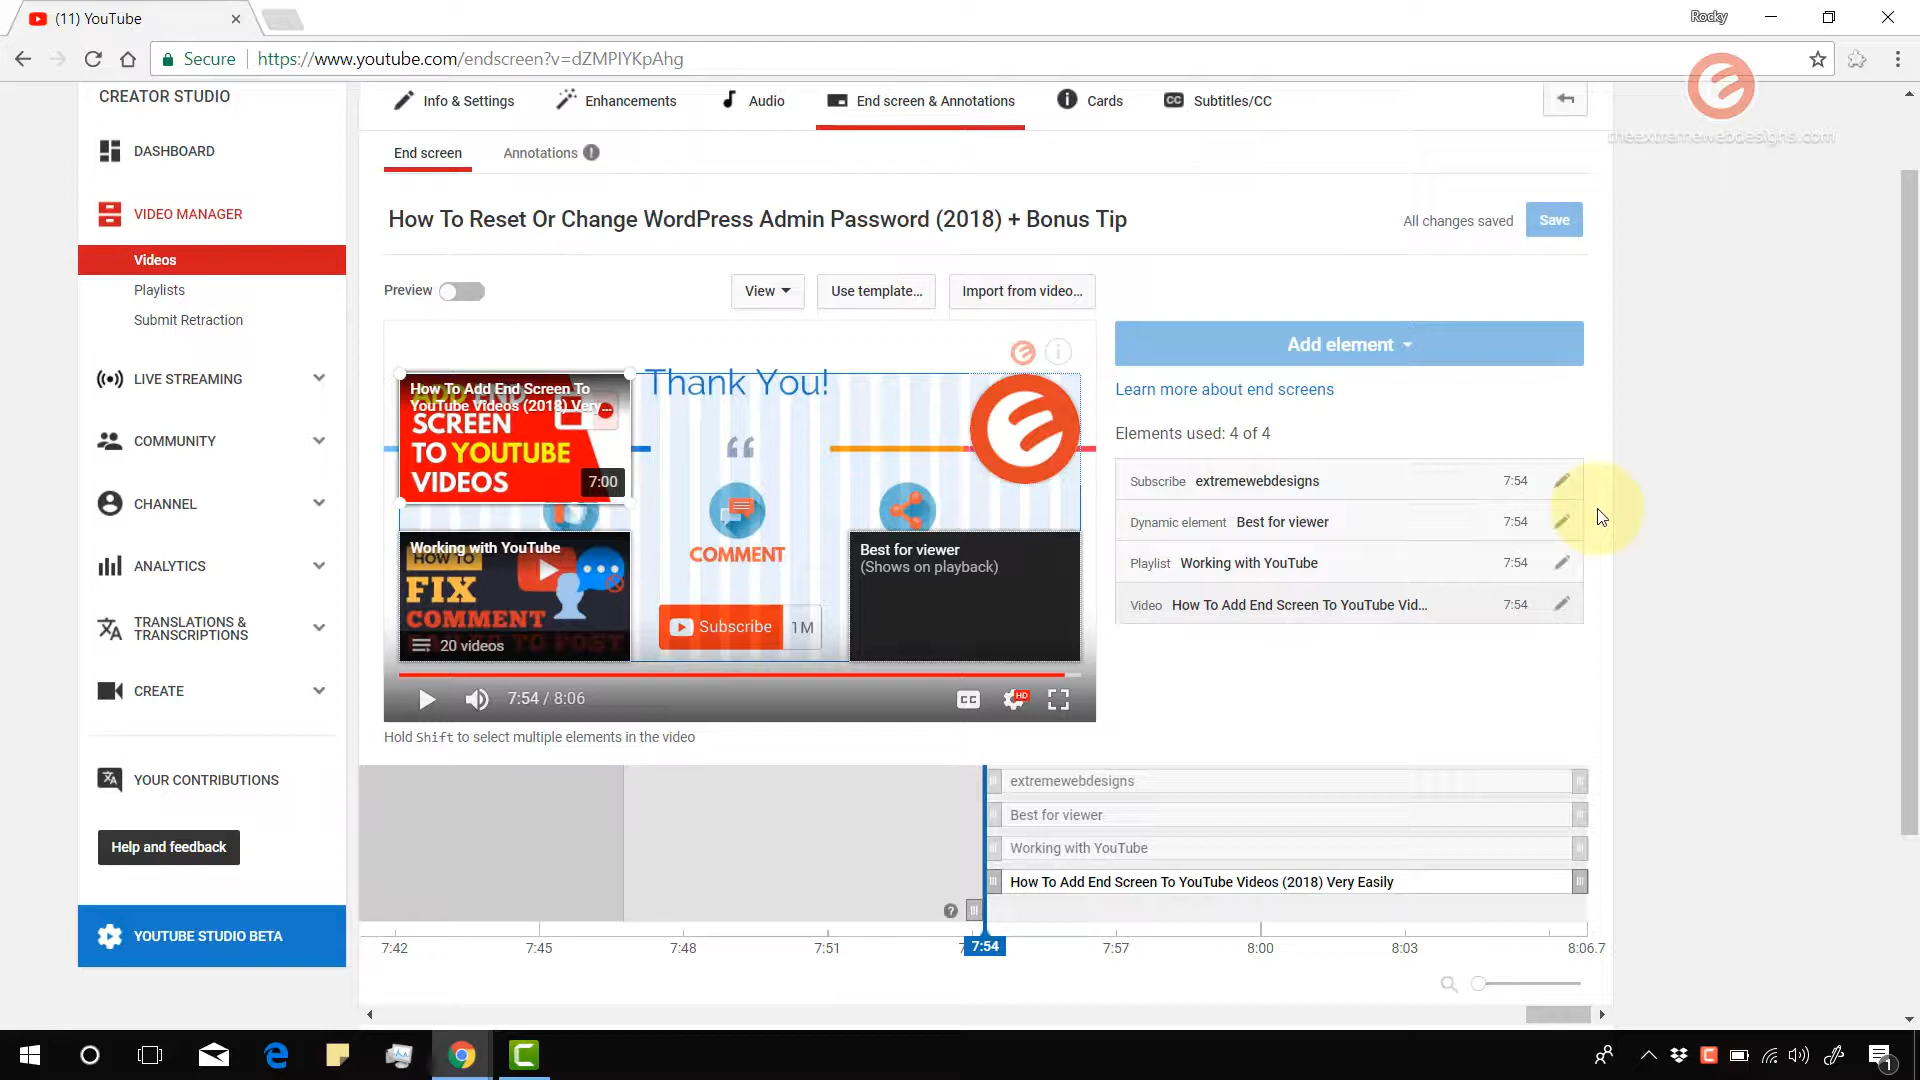 (11) YouTube
Rocky
Secure
https://www.youtube.com/endscreen?v=dZMPlYKpAhg
CREATOR STUDIO
DASHBOARD
VIDEO MANAGER
Videos
Playlists
Submit Retraction
LIVE STREAMING
COMMUNITY
CHANNEL
ANALYTICS
TRANSLATIONS &
TRANSCRIPTIONS
CREATE
YOUR CONTRIBUTIONS
Help and feedback
YOUTUBE STUDIO BETA
Info & Settings
Enhancements
Audio
End screen & Annotations
Cards
CC Subtitles/CC
theextremewebdesigns.com
End screen
Annotations
How To Reset Or Change WordPress Admin Password (2018) + Bonus Tip
All changes saved
Save
Preview
View
Use template...
Import from video...
How To Add End Screen To
YouTube Videos (2018) Very...
SCREEN
TO YOUTUBE
VIDEOS
7:00
Thank You!
COMMENT
Working with YouTube
HOW TO
FIX
COMMENT
20 videos
Subscribe 1M
Best for viewer
(Shows on playback)
7:54 / 8:06
CC
HD
Hold Shift to select multiple elements in the video
Add element
Learn more about end screens
Elements used: 4 of 4
Subscribe extremewebdesigns 7:54
Dynamic element Best for viewer 7:54
Playlist Working with YouTube 7:54
Video How To Add End Screen To YouTube Vid... 7:54
extremewebdesigns
Best for viewer
Working with YouTube
How To Add End Screen To YouTube Videos (2018) Very Easily
7:42
7:45
7:48
7:51
7:54
7:57
8:00
8:03
8:06.7
1